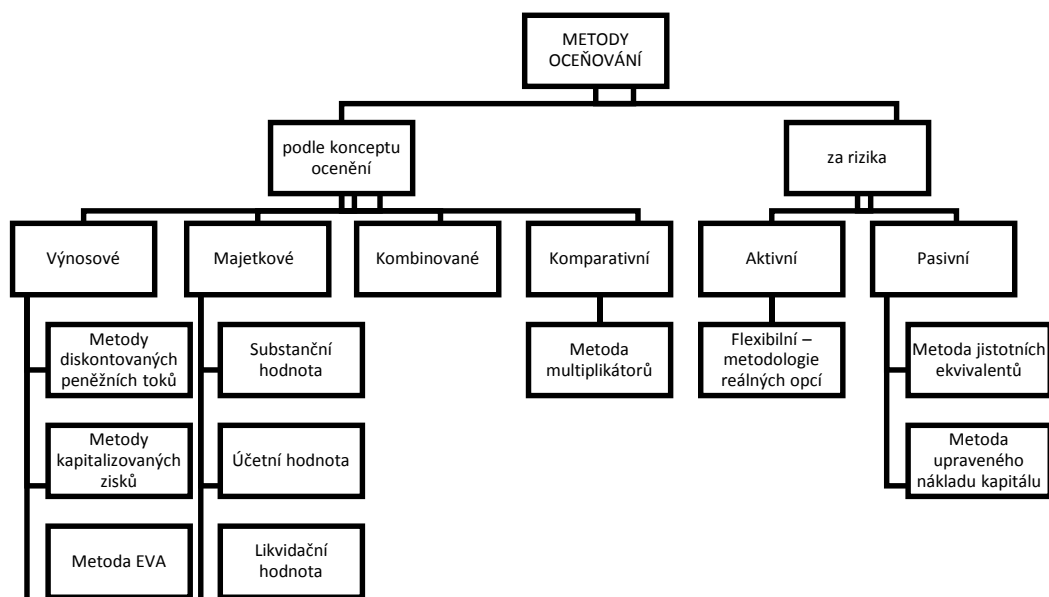 METODY
OCEŇOVÁNÍ
podle konceptu
ocenění
za rizika
Výnosové
Majetkové
Kombinované
Komparativní
Aktivní
Pasivní
Metody
diskontovaných
peněžních toků
Substanční
hodnota
Metoda
multiplikátorů
Flexibilní –
metodologie
reálných opcí
Metoda jistotních
ekvivalentů
Metody
kapitalizovaných
zisků
Účetní hodnota
Metoda
upraveného
nákladu kapitálu
Metoda EVA
Likvidační
hodnota